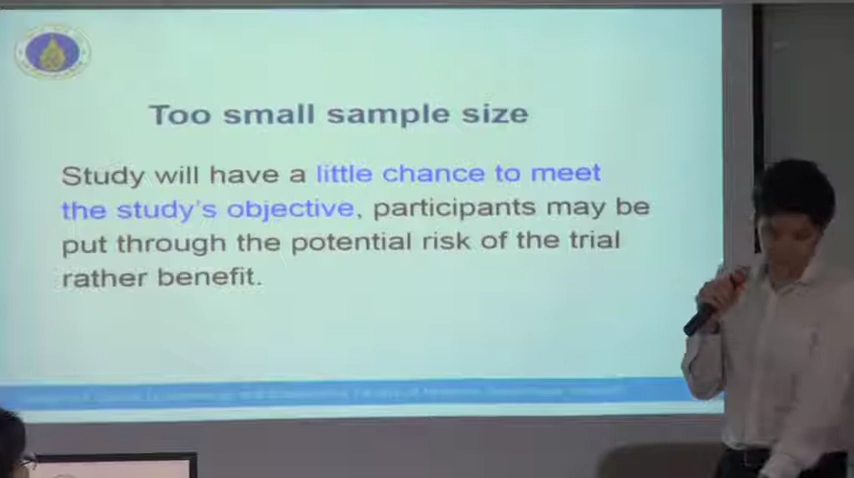 Too small sample size
Study will have a little chance to meet
the study's objective, participants may be
put through the potential risk of the trial
rather benefit.